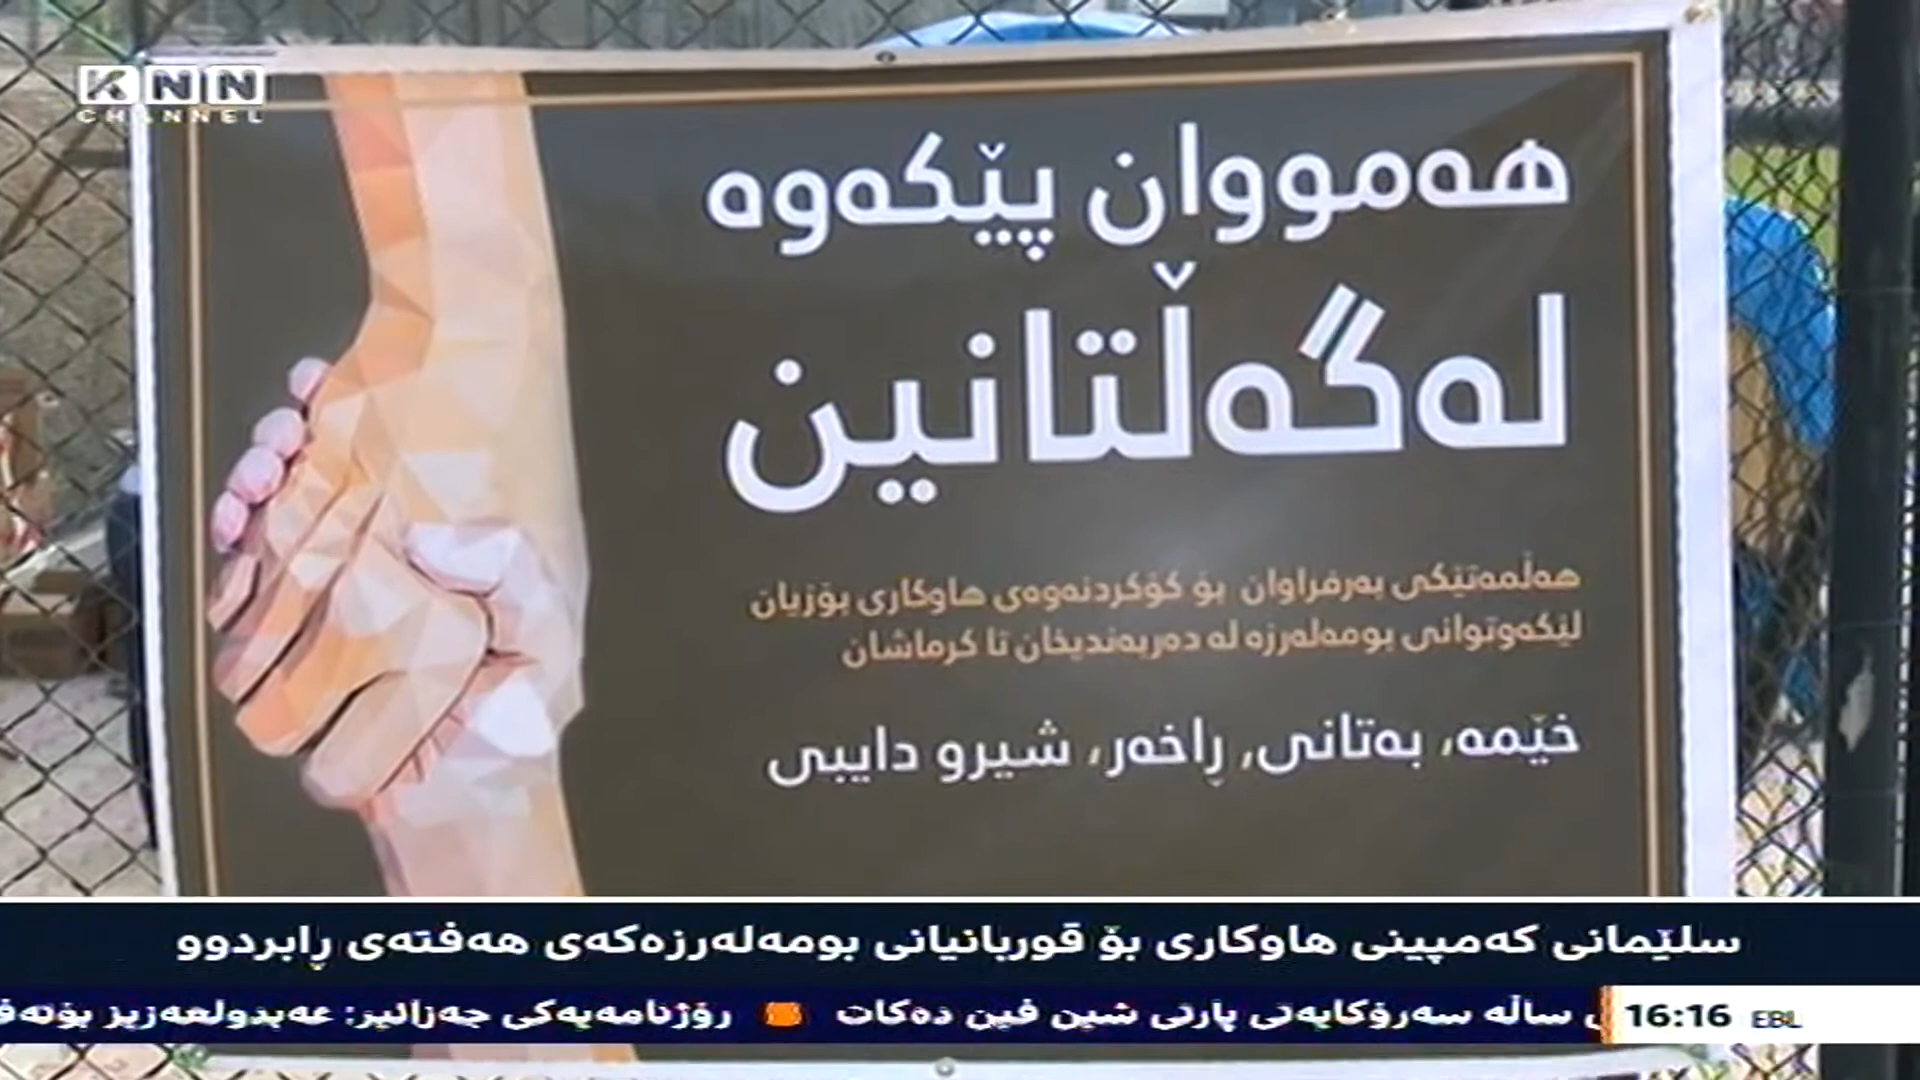 KNN
CHANNEL
هەمووان پێکەوە
لەگەڵتانین
هەڵمەتێکی بەرفراوان بۆ کۆکردنەوەی هاوکاری بۆزیان
لێکەوتوانی بومەلەرزە لە دەربەندیخان تا کرماشان
خێمە، بەتانی، ڕاخەر، شیرو دایبی
سلێمانی کەمپینی هاوکاری بۆ قوربانیانی بومەلەرزەکەی هەفتەی ڕابردوو
ساڵە سەرۆکایەتی پارتی شین فین دەکات
رۆژنامەیەکی جەزائیر: عەبدولعەزیز
16:16 EBL